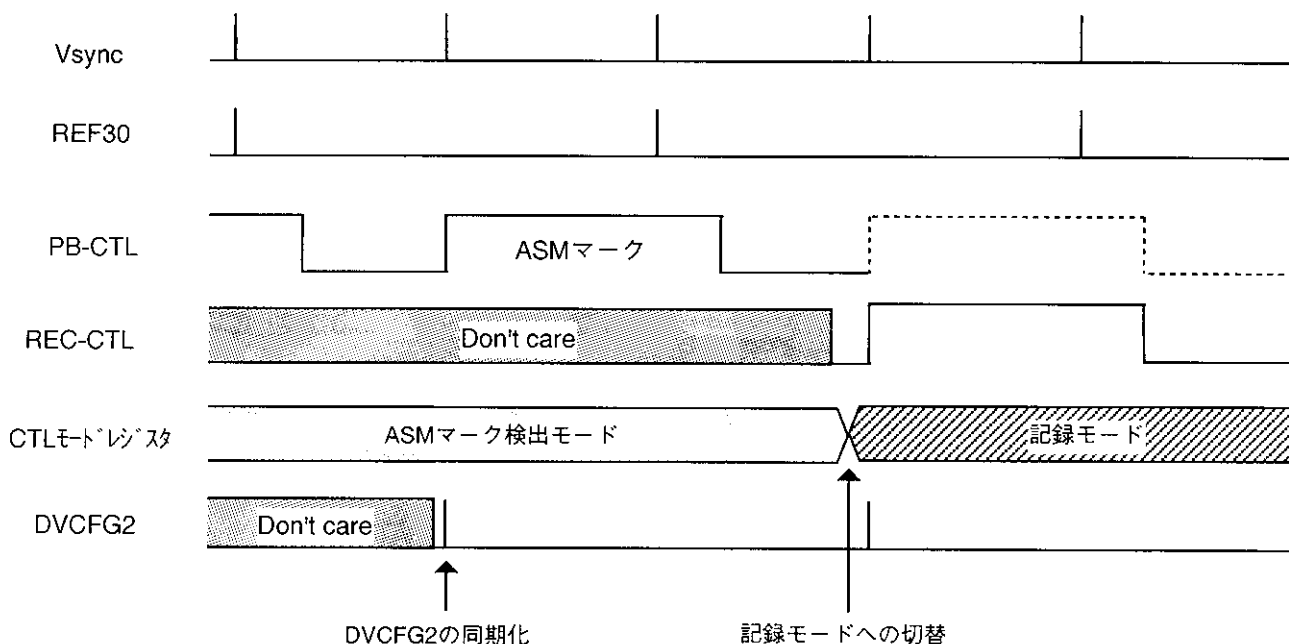 Vsync
REF30
PB-CTL
ASMマーク
REC-CTL
Don't care
CTLモードレジスタ
ASMマーク検出モード
記録モード
DVCFG2
Don't care
DVCFG2の同期化
記録モードへの切替